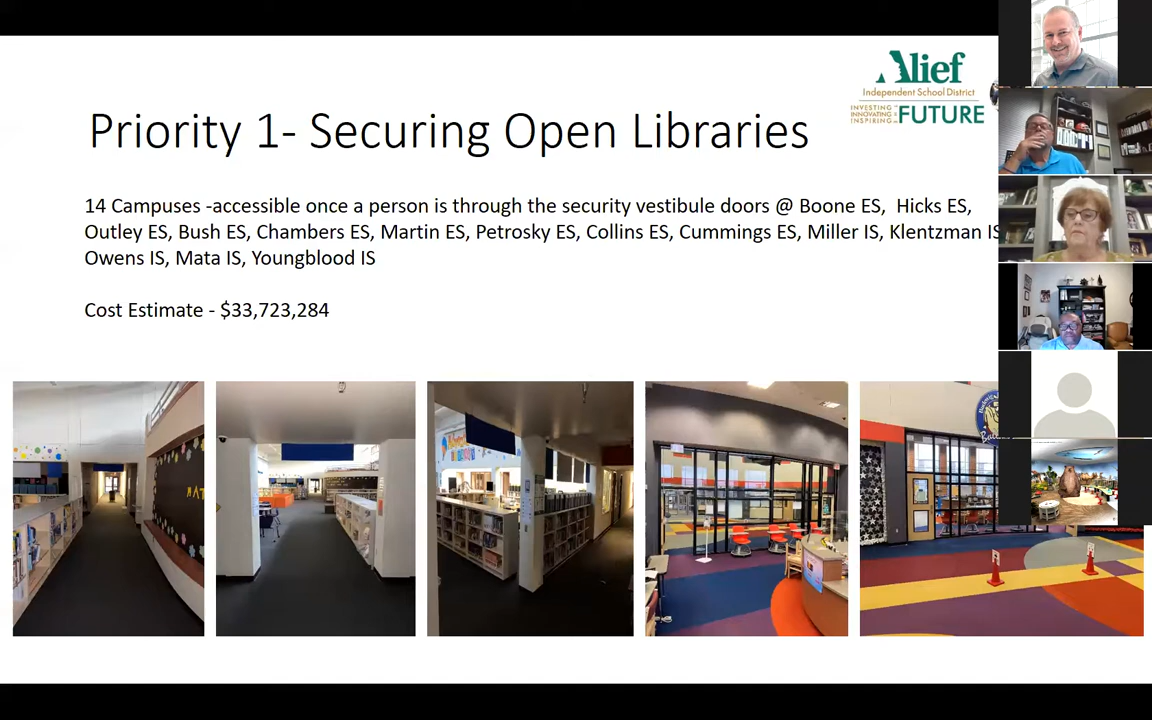 Alief
Independent School District
INVESTING
INNOVATING
INSPIRING
FUTURE
Priority 1- Securing Open Libraries
14 Campuses -accessible once a person is through the security vestibule doors @ Boone ES,  Hicks ES,
Outley ES, Bush ES, Chambers ES, Martin ES, Petrosky ES, Collins ES, Cummings ES, Miller IS, Klentzman IS
Owens IS, Mata IS, Youngblood IS
Cost Estimate - $33,723,284